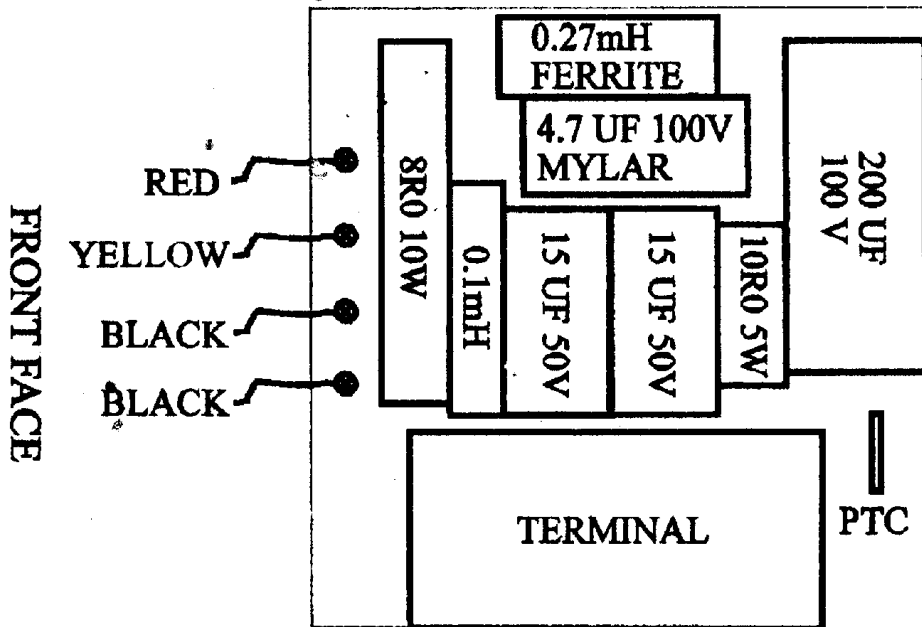 0.27mH
FERRITE
4.7 UF 100V
MYLAR
200 UF
100 V
8R0 10W
0.1mH
15 UF 50V
15 UF 50V
10R0 5W
RED
YELLOW
BLACK
BLACK
FRONT FACE
TERMINAL
PTC